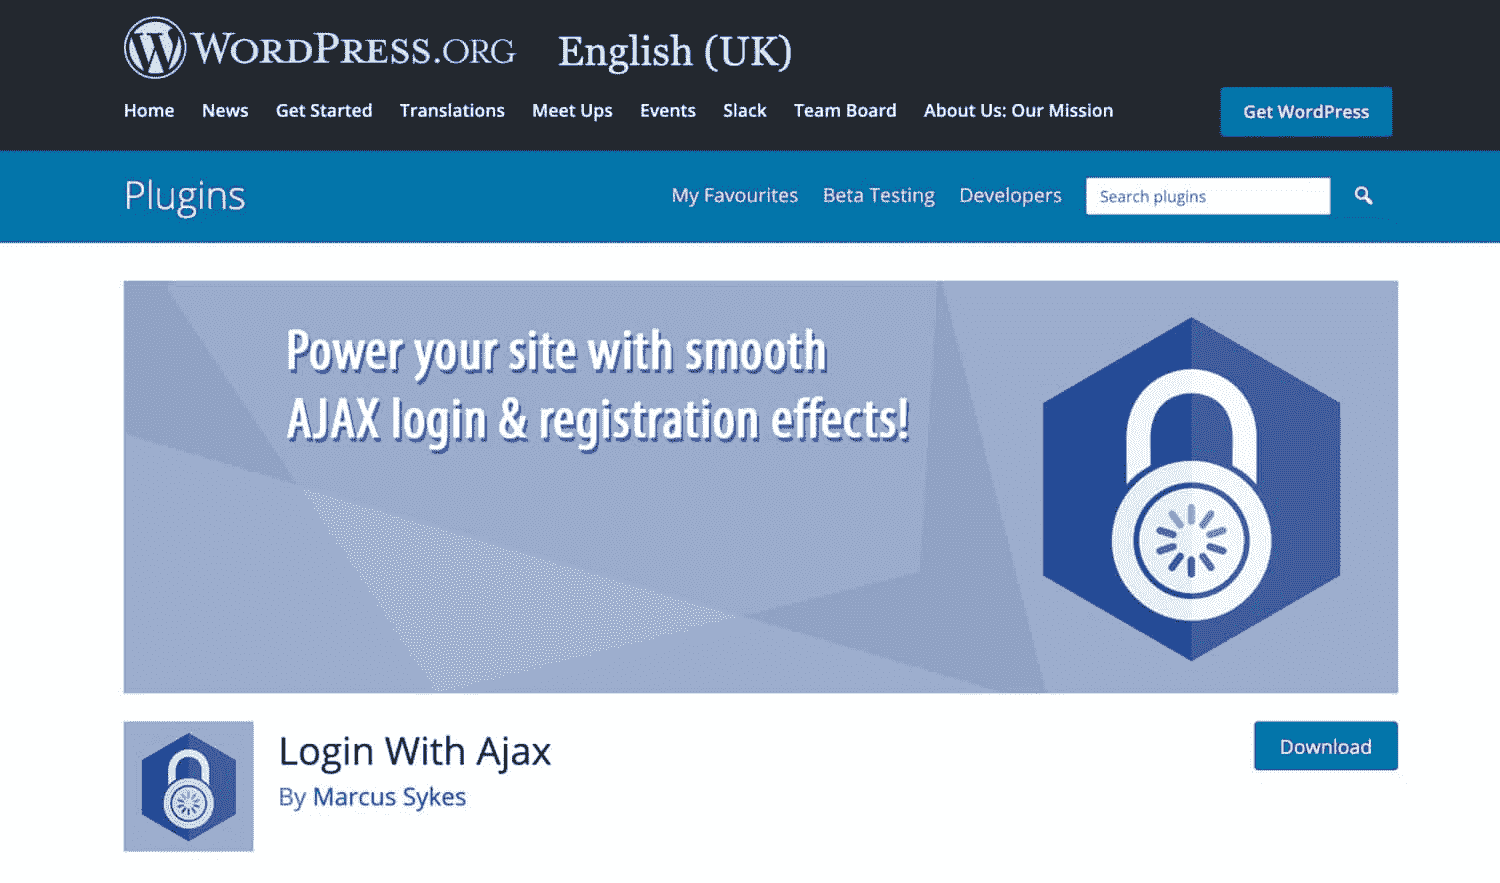 WORDPRESS.ORG English (UK)
Home News Get Started Translations Meet Ups Events Slack Team Board About Us: Our Mission Get WordPress
Plugins My Favourites Beta Testing Developers Search plugins
Power your site with smooth
AJAX login & registration effects!
Login With Ajax
Download
By Marcus Sykes